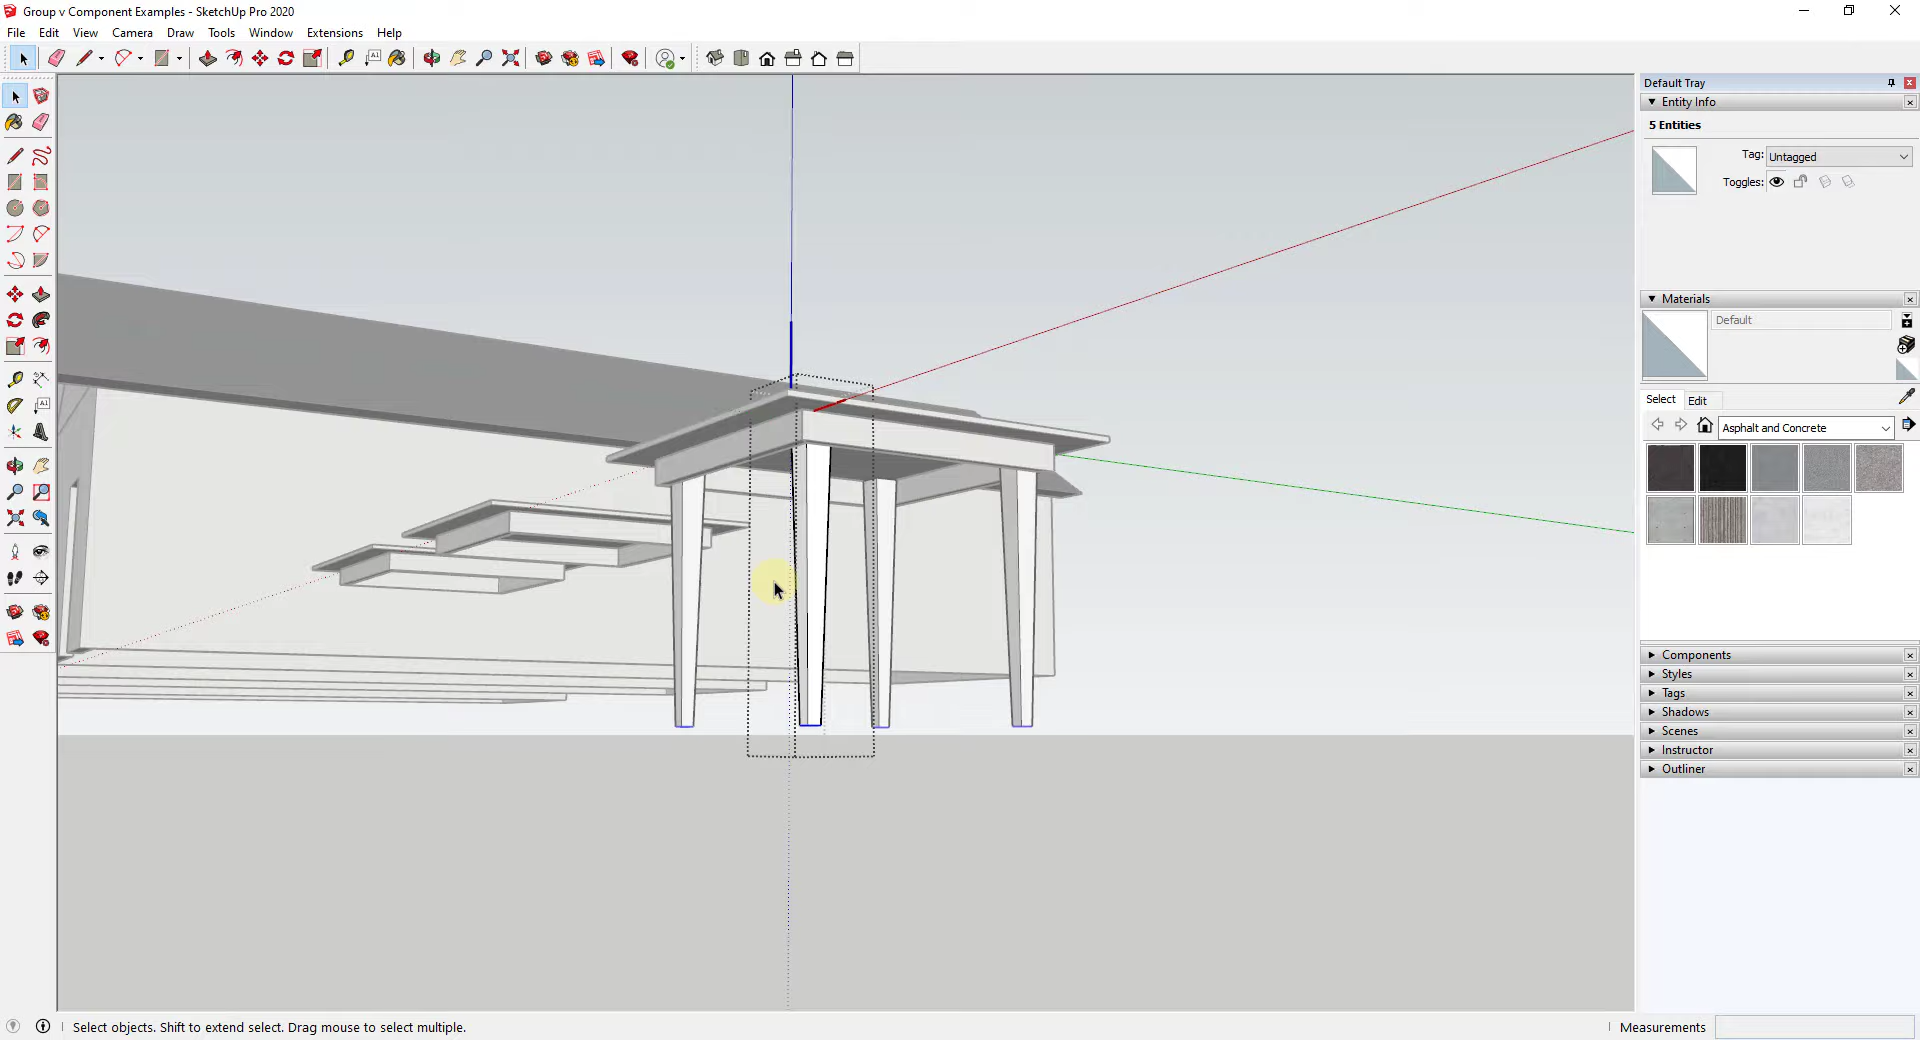 Group v Component Examples - SketchUp Pro 2020
File Edit View Camera Draw Tools Window Extensions Help
Default Tray
Entity Info
5 Entities
Tag: Untagged
Toggles:
Materials
Default
Select Edit
Asphalt and Concrete
Components
Styles
Tags
Shadows
Scenes
Instructor
Outliner
Select objects. Shift to extend select. Drag mouse to select multiple.
Measurements